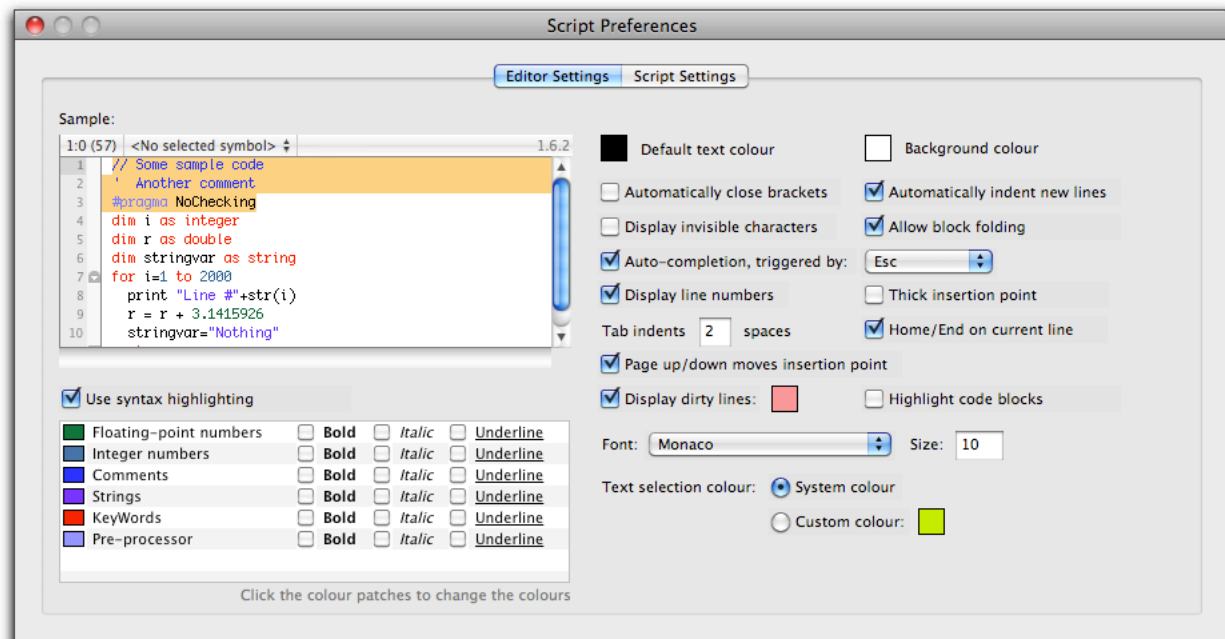 Script Preferences
Editor Settings Script Settings
Sample:
1:0 (57) <No selected symbol> 1.6.2
1 // Some sample code
2 ' Another comment
3 #pragma NoChecking
4 dim i as integer
5 dim r as double
6 dim stringvar as string
7 for i=1 to 2000
8 print "Line #"+str(i)
9 r = r + 3.1415926
10 stringvar="Nothing"
Use syntax highlighting
Floating-point numbers Bold Italic Underline
Integer numbers Bold Italic Underline
Comments Bold Italic Underline
Strings Bold Italic Underline
KeyWords Bold Italic Underline
Pre-processor Bold Italic Underline
Click the colour patches to change the colours
Default text colour Background colour
Automatically close brackets Automatically indent new lines
Display invisible characters Allow block folding
Auto-completion, triggered by: Esc
Display line numbers Thick insertion point
Tab indents 2 spaces Home/End on current line
Page up/down moves insertion point
Display dirty lines: Highlight code blocks
Font: Monaco Size: 10
Text selection colour: System colour
Custom colour: